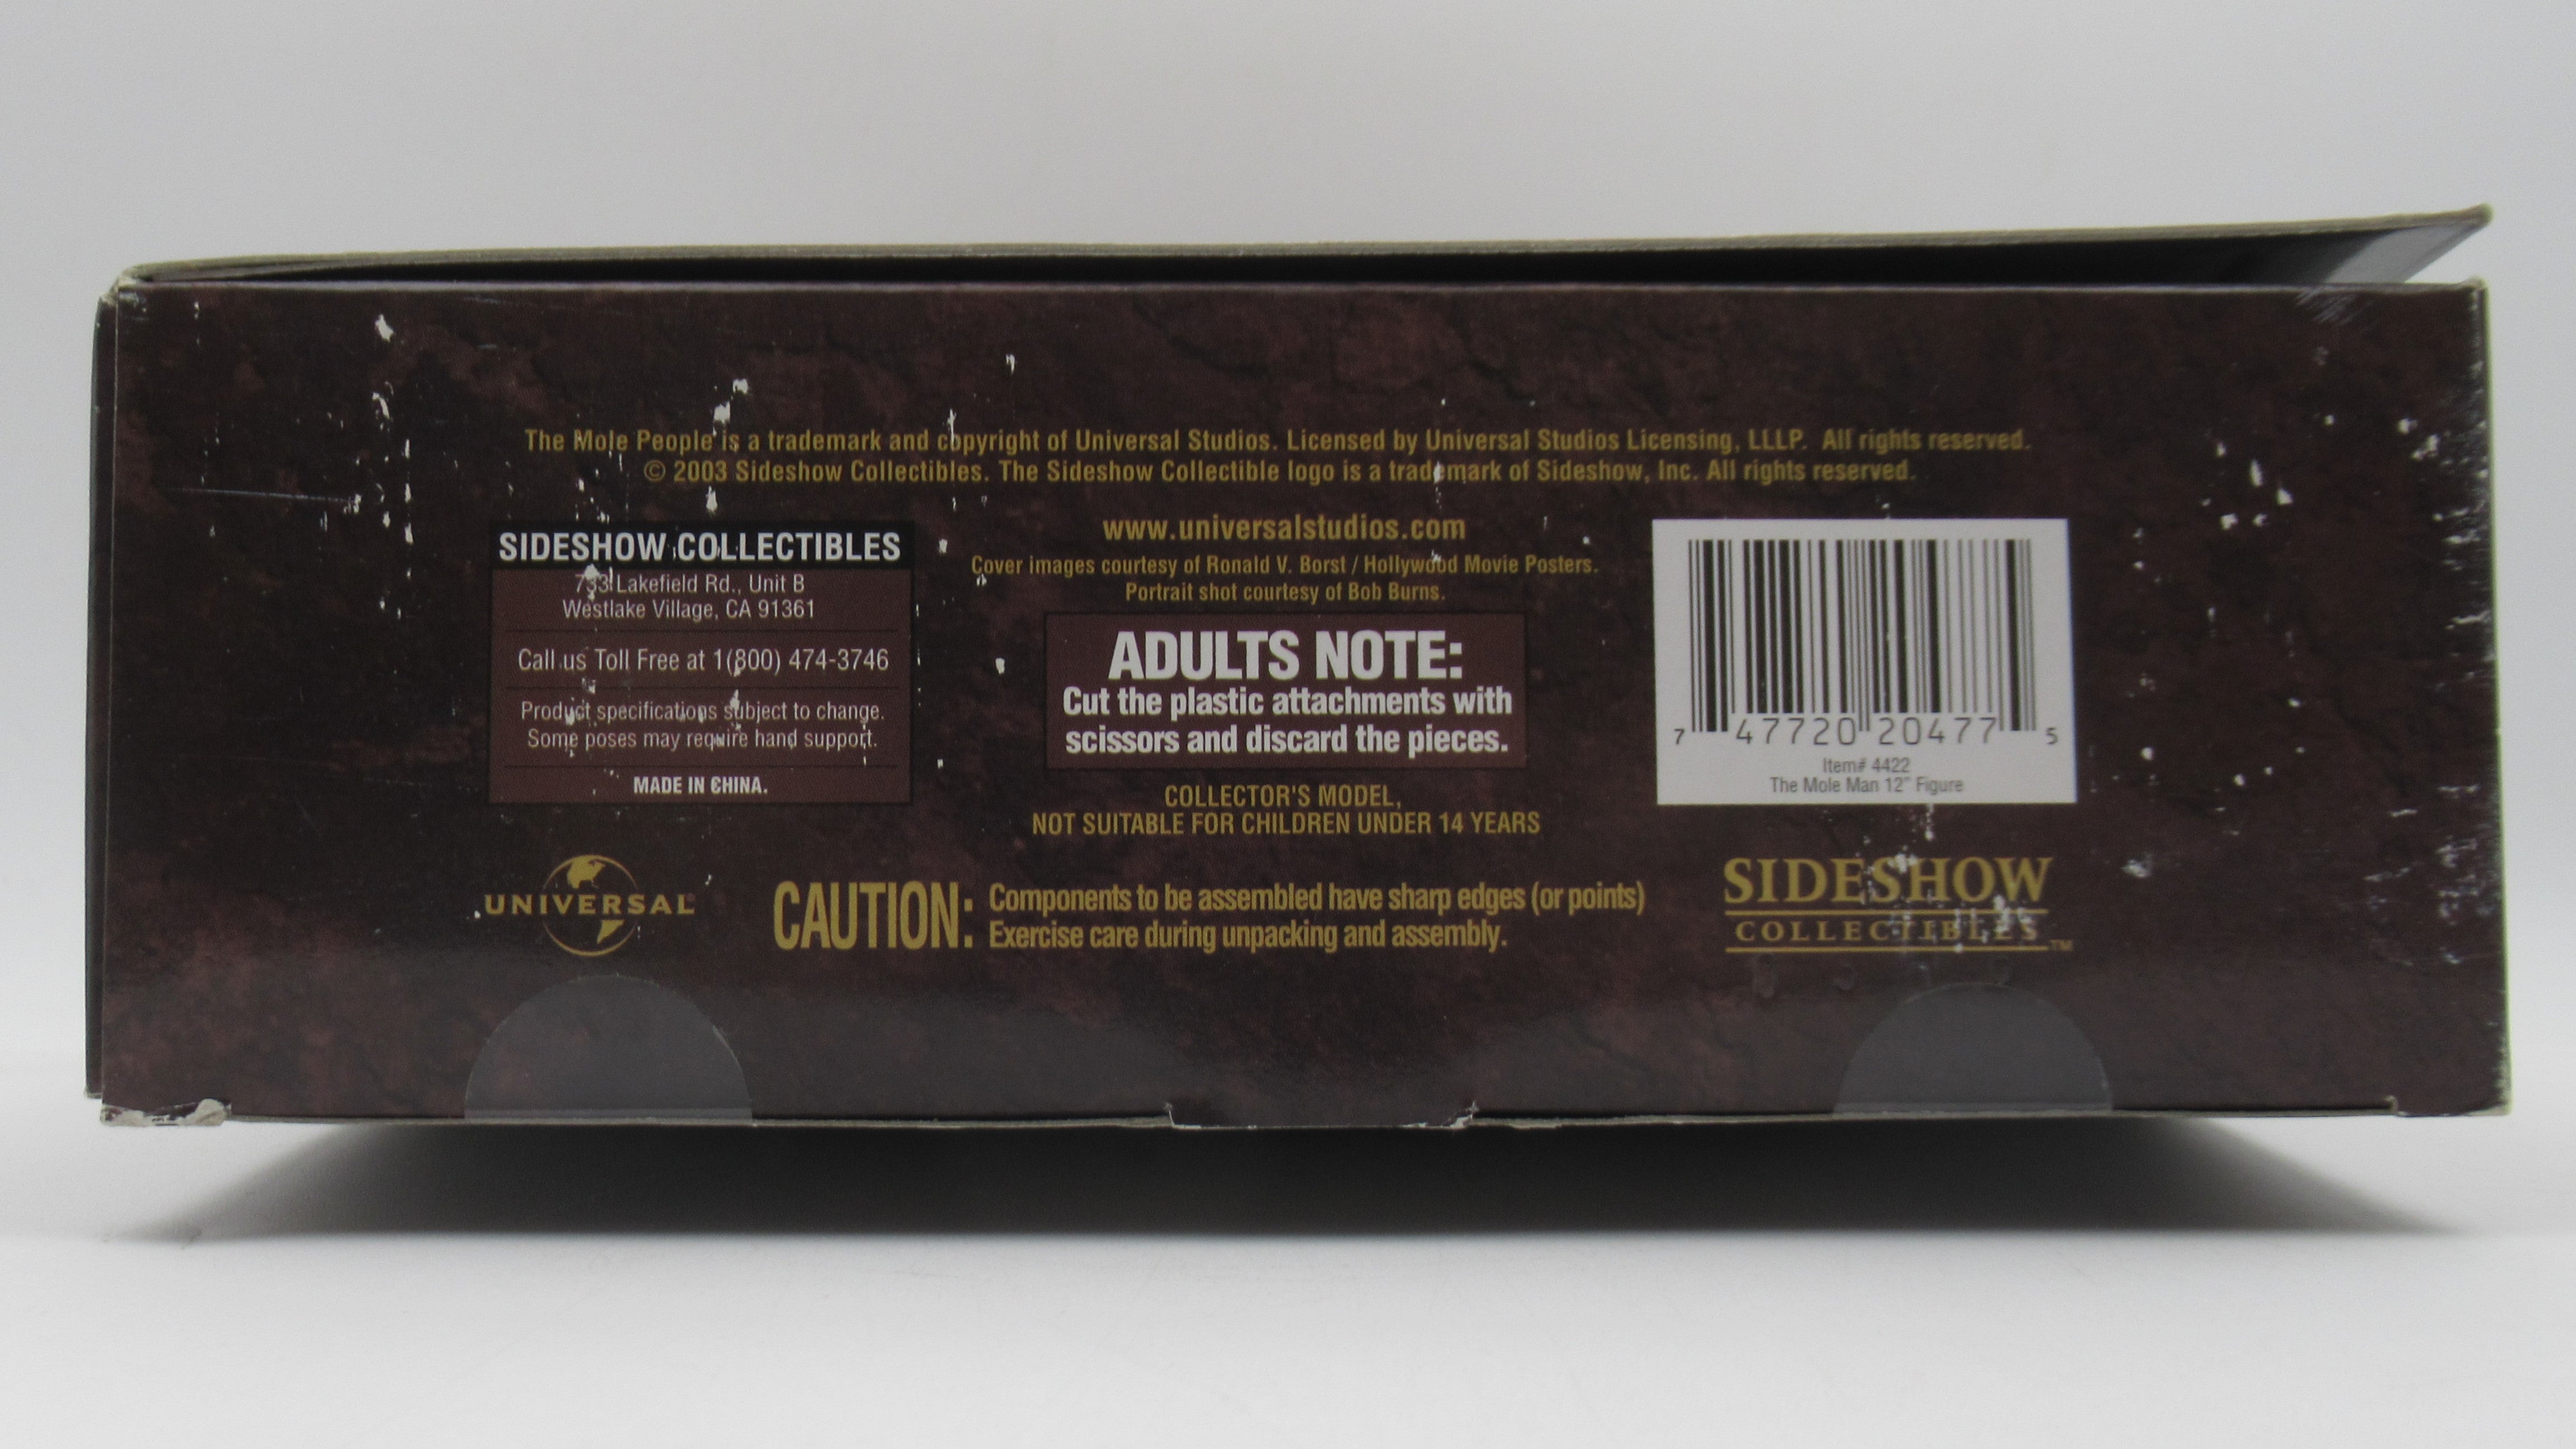 The Mole People is a trademark and copyright of Universal Studios. Licensed by Universal Studios Licensing, LLLP. All rights reserved.
© 2003 Sideshow Collectibles. The Sideshow Collectible logo is a trademark of Sideshow, Inc. All rights reserved.
SIDESHOW COLLECTIBLES
733 Lakefield Rd., Unit B
Westlake Village, CA 91361
Call us Toll Free at 1(800) 474-3746
Product specifications subject to change.
Some poses may require hand support.
MADE IN CHINA.
www.universalstudios.com
Cover images courtesy of Ronald V. Borst / Hollywood Movie Posters.
Portrait shot courtesy of Bob Burns.
ADULTS NOTE:
Cut the plastic attachments with
scissors and discard the pieces.
COLLECTOR'S MODEL,
NOT SUITABLE FOR CHILDREN UNDER 14 YEARS
7 47720 20477 5
Item# 4422
The Mole Man 12" Figure
UNIVERSAL®
CAUTION: Components to be assembled have sharp edges (or points)
Exercise care during unpacking and assembly.
SIDESHOW
COLLECTIBLES™